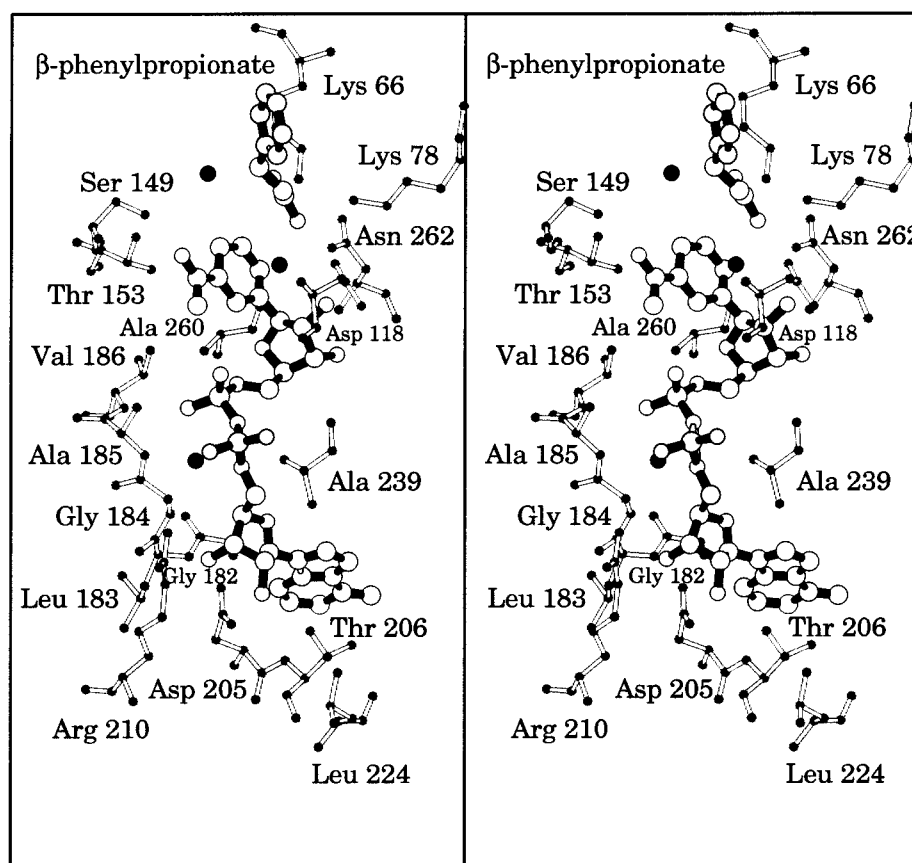 β-phenylpropionate
Lys 66
Lys 78
Ser 149
Asn 262
Thr 153
Ala 260
Asp 118
Val 186
Ala 185
Ala 239
Gly 184
Gly 182
Leu 183
Thr 206
Asp 205
Arg 210
Leu 224
β-phenylpropionate
Lys 66
Lys 78
Ser 149
Asn 262
Thr 153
Ala 260
Asp 118
Val 186
Ala 185
Ala 239
Gly 184
Gly 182
Leu 183
Thr 206
Asp 205
Arg 210
Leu 224